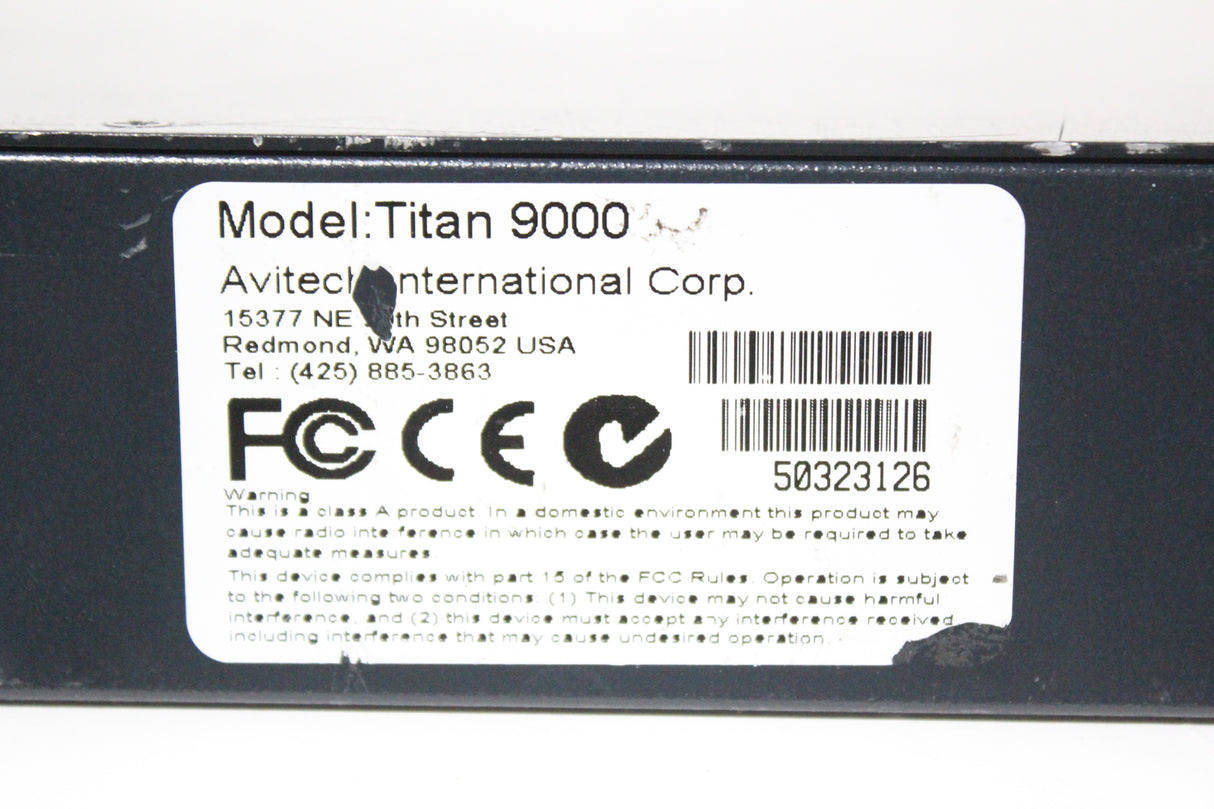 Model:Titan 9000
Avitech International Corp.
15377 NE Street
Redmond, WA 98052 USA
Tel : (425) 885-3863
FC CE
50323126
Warning
This is a class A product. In a domestic environment this product may
cause radio interference in which case the user may be required to take
adequate measures.
This device complies with part 15 of the FCC Rules. Operation is subject
to the following two conditions: (1) This device may not cause harmful
interference, and (2) this device must accept any interference received,
including interference that may cause undesired operation.